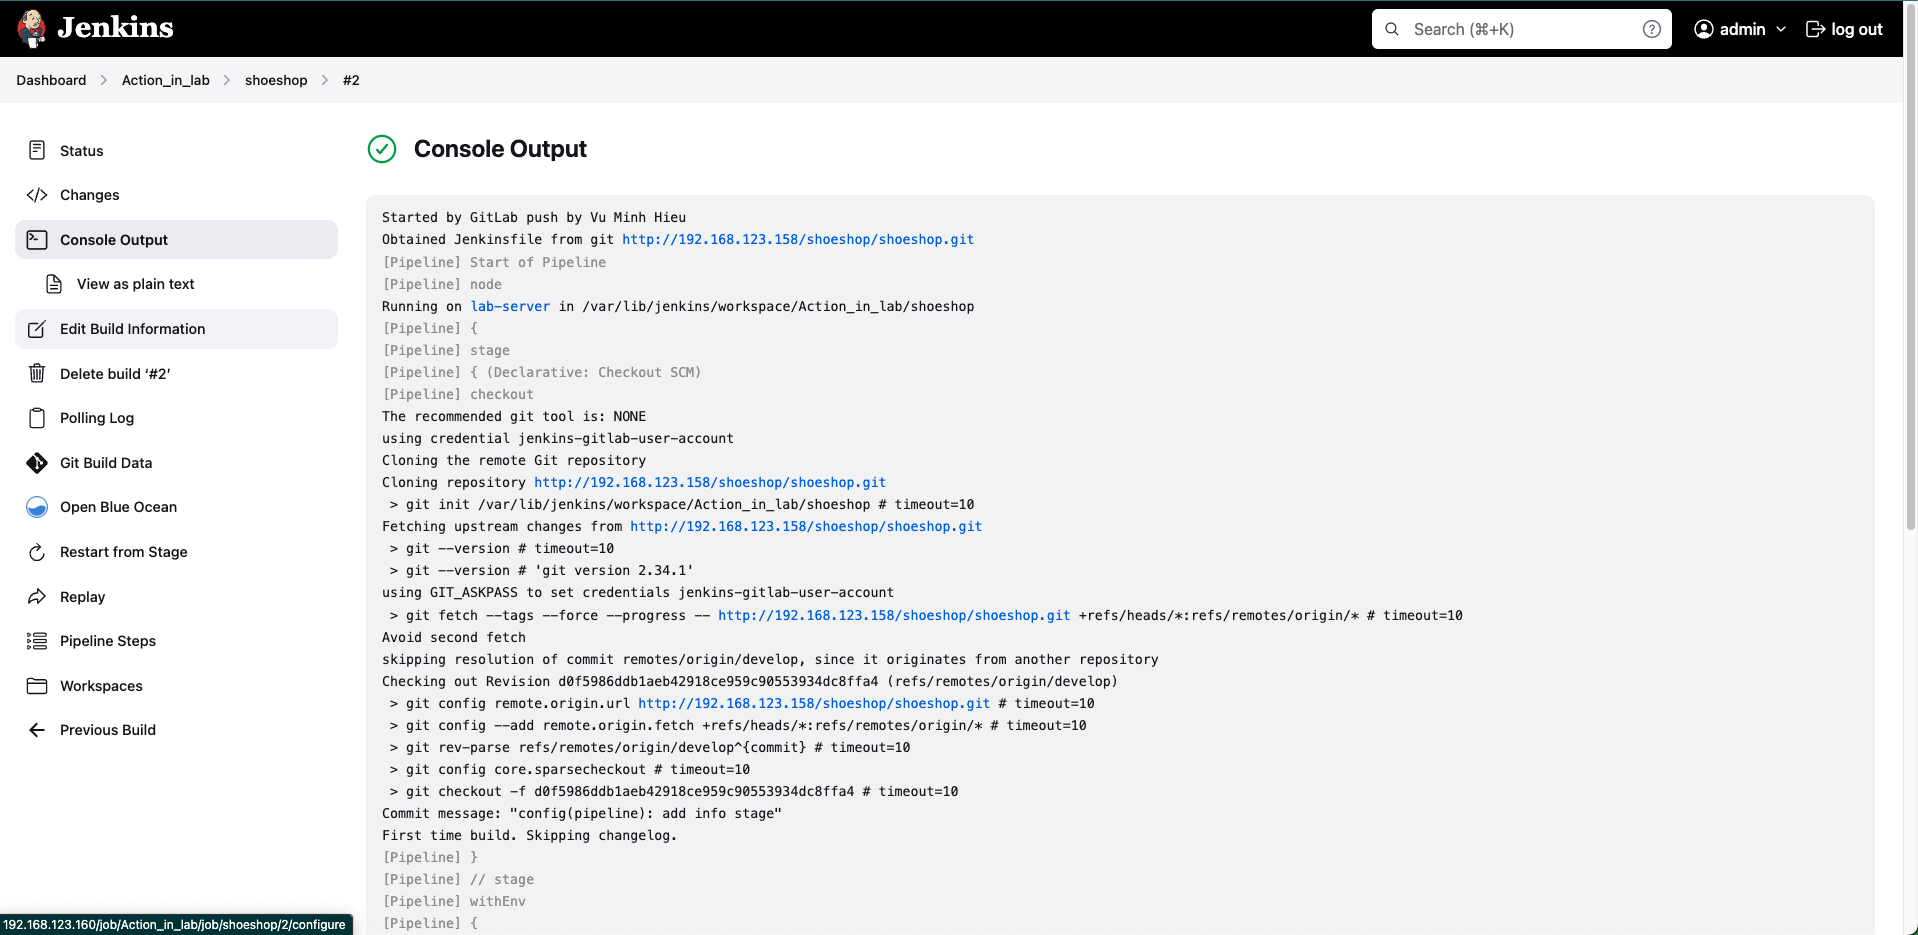 Jenkins
Search (⌘+K)
admin
log out
Dashboard
Action_in_lab
shoeshop
#2
Status
Changes
Console Output
View as plain text
Edit Build Information
Delete build ‘#2’
Polling Log
Git Build Data
Open Blue Ocean
Restart from Stage
Replay
Pipeline Steps
Workspaces
Previous Build
Console Output
Started by GitLab push by Vu Minh Hieu
Obtained Jenkinsfile from git http://192.168.123.158/shoeshop/shoeshop.git
[Pipeline] Start of Pipeline
[Pipeline] node
Running on lab-server in /var/lib/jenkins/workspace/Action_in_lab/shoeshop
[Pipeline] {
[Pipeline] stage
[Pipeline] { (Declarative: Checkout SCM)
[Pipeline] checkout
The recommended git tool is: NONE
using credential jenkins-gitlab-user-account
Cloning the remote Git repository
Cloning repository http://192.168.123.158/shoeshop/shoeshop.git
> git init /var/lib/jenkins/workspace/Action_in_lab/shoeshop # timeout=10
Fetching upstream changes from http://192.168.123.158/shoeshop/shoeshop.git
> git --version # timeout=10
> git --version # 'git version 2.34.1'
using GIT_ASKPASS to set credentials jenkins-gitlab-user-account
> git fetch --tags --force --progress -- http://192.168.123.158/shoeshop/shoeshop.git +refs/heads/*:refs/remotes/origin/* # timeout=10
Avoid second fetch
skipping resolution of commit remotes/origin/develop, since it originates from another repository
Checking out Revision d0f5986ddb1aeb42918ce959c90553934dc8ffa4 (refs/remotes/origin/develop)
> git config remote.origin.url http://192.168.123.158/shoeshop/shoeshop.git # timeout=10
> git config --add remote.origin.fetch +refs/heads/*:refs/remotes/origin/* # timeout=10
> git rev-parse refs/remotes/origin/develop^{commit} # timeout=10
> git config core.sparsecheckout # timeout=10
> git checkout -f d0f5986ddb1aeb42918ce959c90553934dc8ffa4 # timeout=10
Commit message: "config(pipeline): add info stage"
First time build. Skipping changelog.
[Pipeline] }
[Pipeline] // stage
[Pipeline] withEnv
[Pipeline] {
192.168.123.160/job/Action_in_lab/job/shoeshop/2/configure